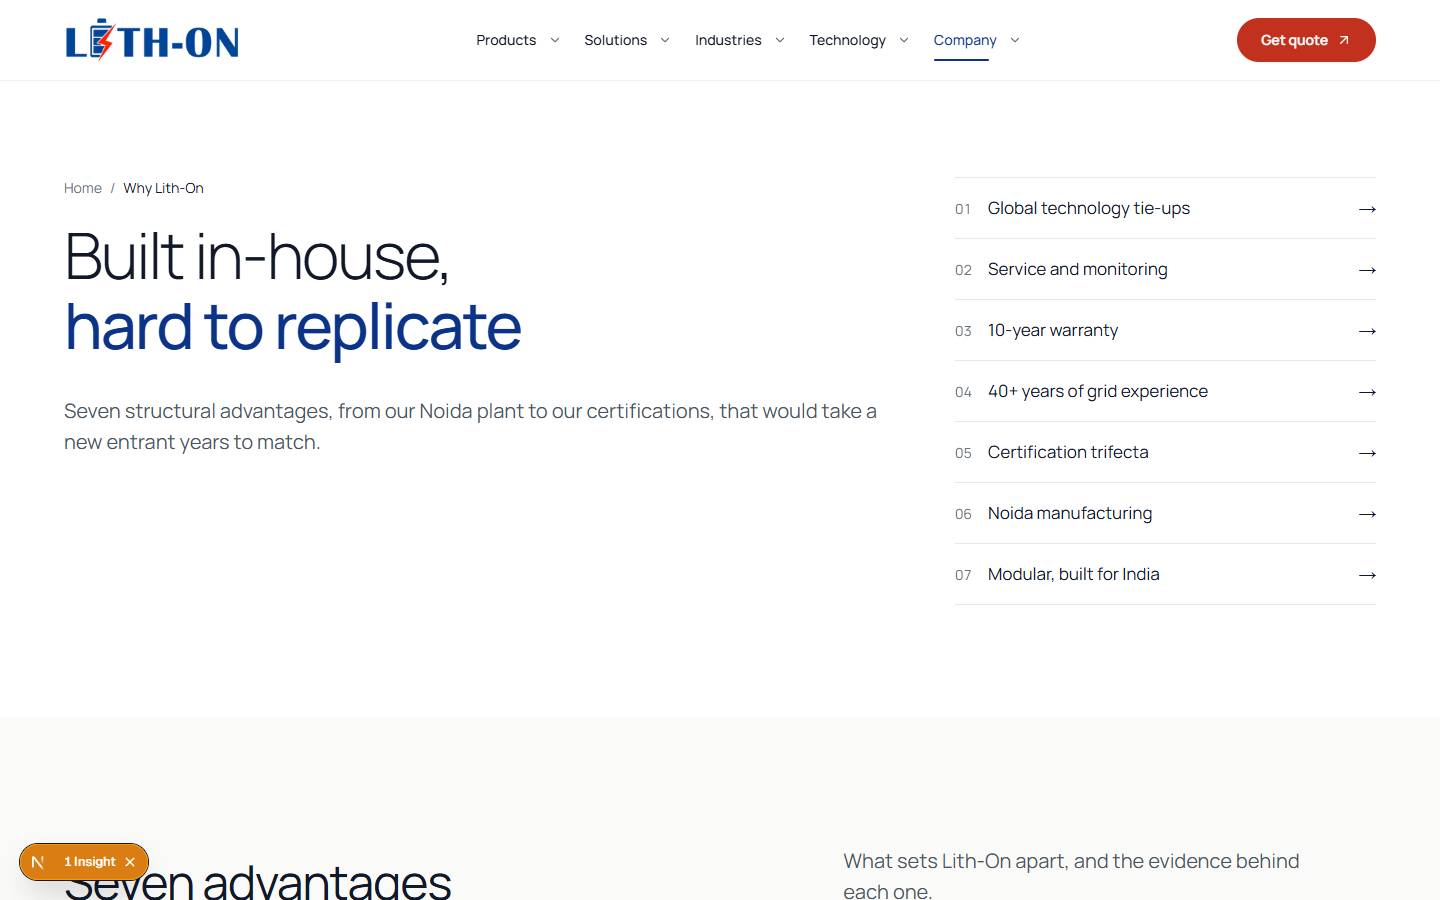 LITH-ON
Products
Solutions
Industries
Technology
Company
Get quote
Home / Why Lith-On
Built in-house,
hard to replicate
Seven structural advantages, from our Noida plant to our certifications, that would take a
new entrant years to match.
01 Global technology tie-ups →
02 Service and monitoring →
03 10-year warranty →
04 40+ years of grid experience →
05 Certification trifecta →
06 Noida manufacturing →
07 Modular, built for India →
Seven advantages
What sets Lith-On apart, and the evidence behind
each one.
N 1 Insight